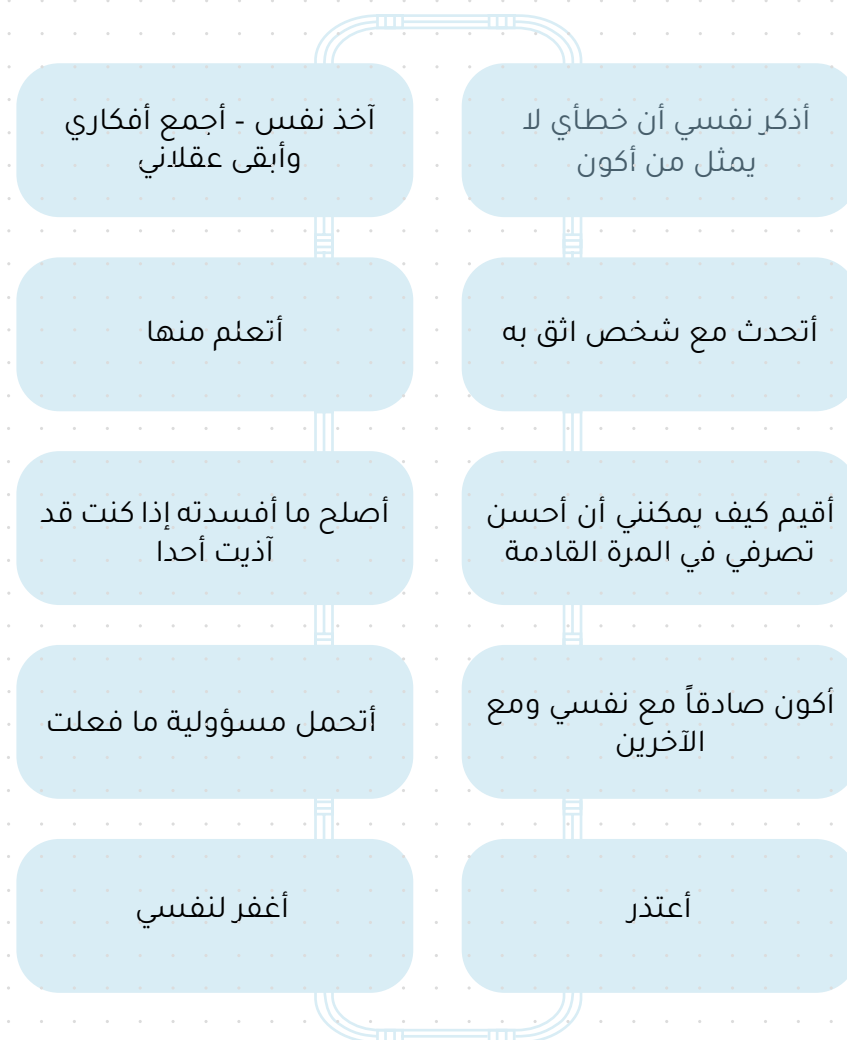 أذكر نفسي أن خطأي لا
يمثل من أكون
آخذ نفس - أجمع أفكاري
وأبقى عقلاني
أتحدث مع شخص اثق به
أتعلم منها
أقيم كيف يمكنني أن أحسن
تصرفي في المرة القادمة
أصلح ما أفسدته إذا كنت قد
آذيت أحدا
أكون صادقاً مع نفسي ومع
الآخرين
أتحمل مسؤولية ما فعلت
أعتذر
أغفر لنفسي